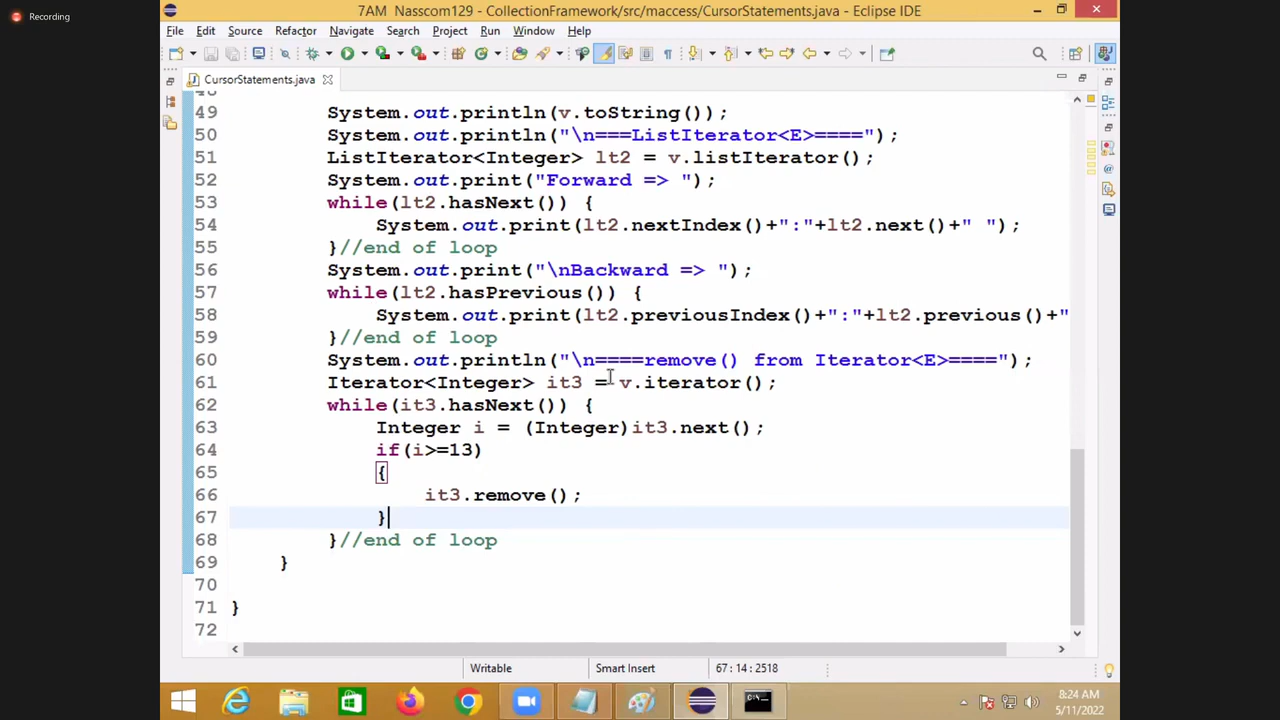 Recording
7AM Nasscom129 - CollectionFramework/src/maccess/CursorStatements.java - Eclipse IDE
File Edit Source Refactor Navigate Search Project Run Window Help
CursorStatements.java
49 System.out.println(v.toString());
50 System.out.println("\n===ListIterator<E>====");
51 ListIterator<Integer> lt2 = v.listIterator();
52 System.out.print("Forward => ");
53 while(lt2.hasNext()) {
54 System.out.print(lt2.nextIndex()+":"+lt2.next()+" ");
55 }//end of loop
56 System.out.print("\nBackward => ");
57 while(lt2.hasPrevious()) {
58 System.out.print(lt2.previousIndex()+":"+lt2.previous()+"
59 }//end of loop
60 System.out.println("\n====remove() from Iterator<E>====");
61 Iterator<Integer> it3 = v.iterator();
62 while(it3.hasNext()) {
63 Integer i = (Integer)it3.next();
64 if(i>=13)
65 {
66 it3.remove();
67 }
68 }//end of loop
69 }
70
71 }
72
Writable Smart Insert 67:14:2518
8:24 AM
5/11/2022